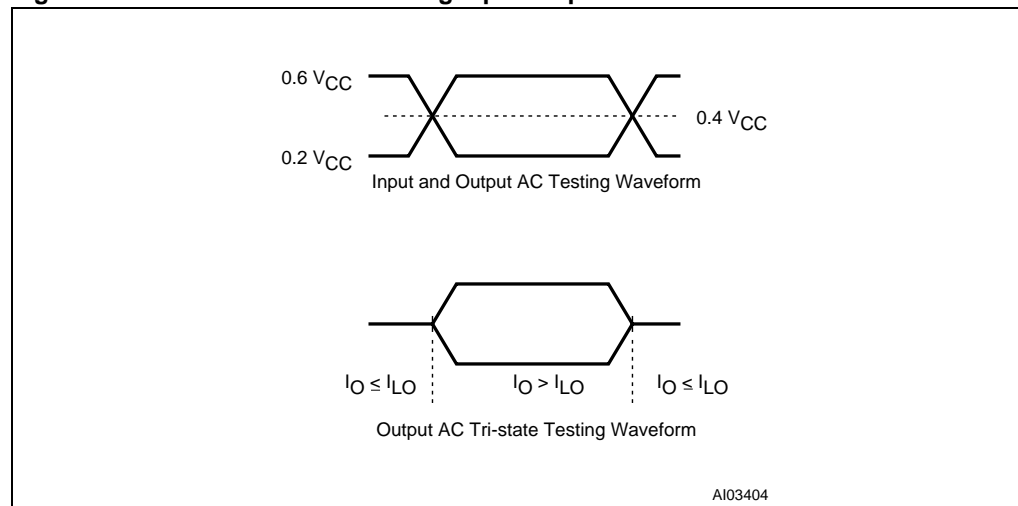 0.6 VCC
0.4 VCC
0.2 VCC
Input and Output AC Testing Waveform
IO ≤ ILO
IO > ILO
IO ≤ ILO
Output AC Tri-state Testing Waveform
AI03404